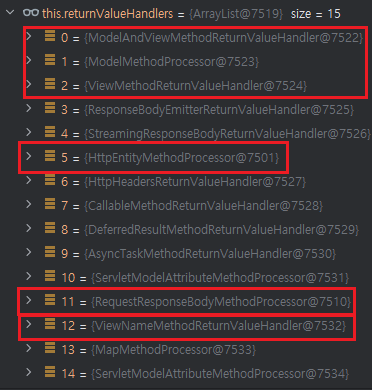 this.returnValueHandlers = {ArrayList@7519} size = 15
0 = {ModelAndViewMethodReturnValueHandler@7522}
1 = {ModelMethodProcessor@7523}
2 = {ViewMethodReturnValueHandler@7524}
3 = {ResponseBodyEmitterReturnValueHandler@7525}
4 = {StreamingResponseBodyReturnValueHandler@7526}
5 = {HttpEntityMethodProcessor@7501}
6 = {HttpHeadersReturnValueHandler@7527}
7 = {CallableMethodReturnValueHandler@7528}
8 = {DeferredResultMethodReturnValueHandler@7529}
9 = {AsyncTaskMethodReturnValueHandler@7530}
10 = {ServletModelAttributeMethodProcessor@7531}
11 = {RequestResponseBodyMethodProcessor@7510}
12 = {ViewNameMethodReturnValueHandler@7532}
13 = {MapMethodProcessor@7533}
14 = {ServletModelAttributeMethodProcessor@7534}